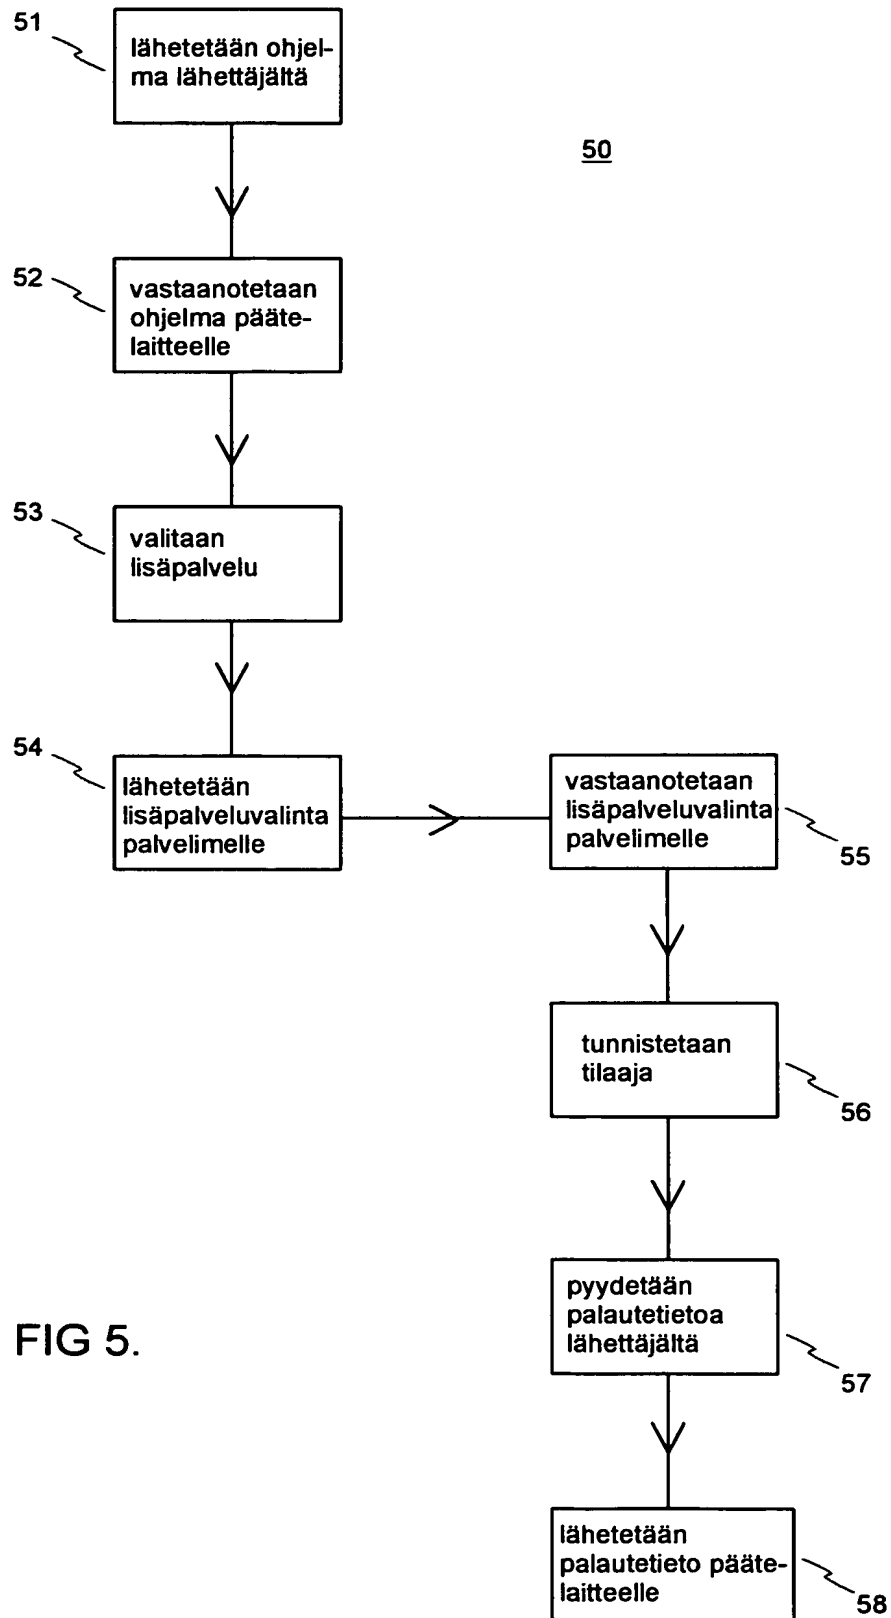 51
lähetetään ohjel-
ma lähettäjältä
50
52
vastaanotetaan
ohjelma pääte-
laitteelle
53
valitaan
lisäpalvelu
54
lähetetään
lisäpalveluvalinta
palvelimelle
vastaanotetaan
lisäpalveluvalinta
palvelimelle
55
tunnistetaan
tilaaja
56
pyydetään
palautetietoa
lähettäjältä
57
FIG 5.
lähetetään
palautetieto pääte-
laitteelle
58